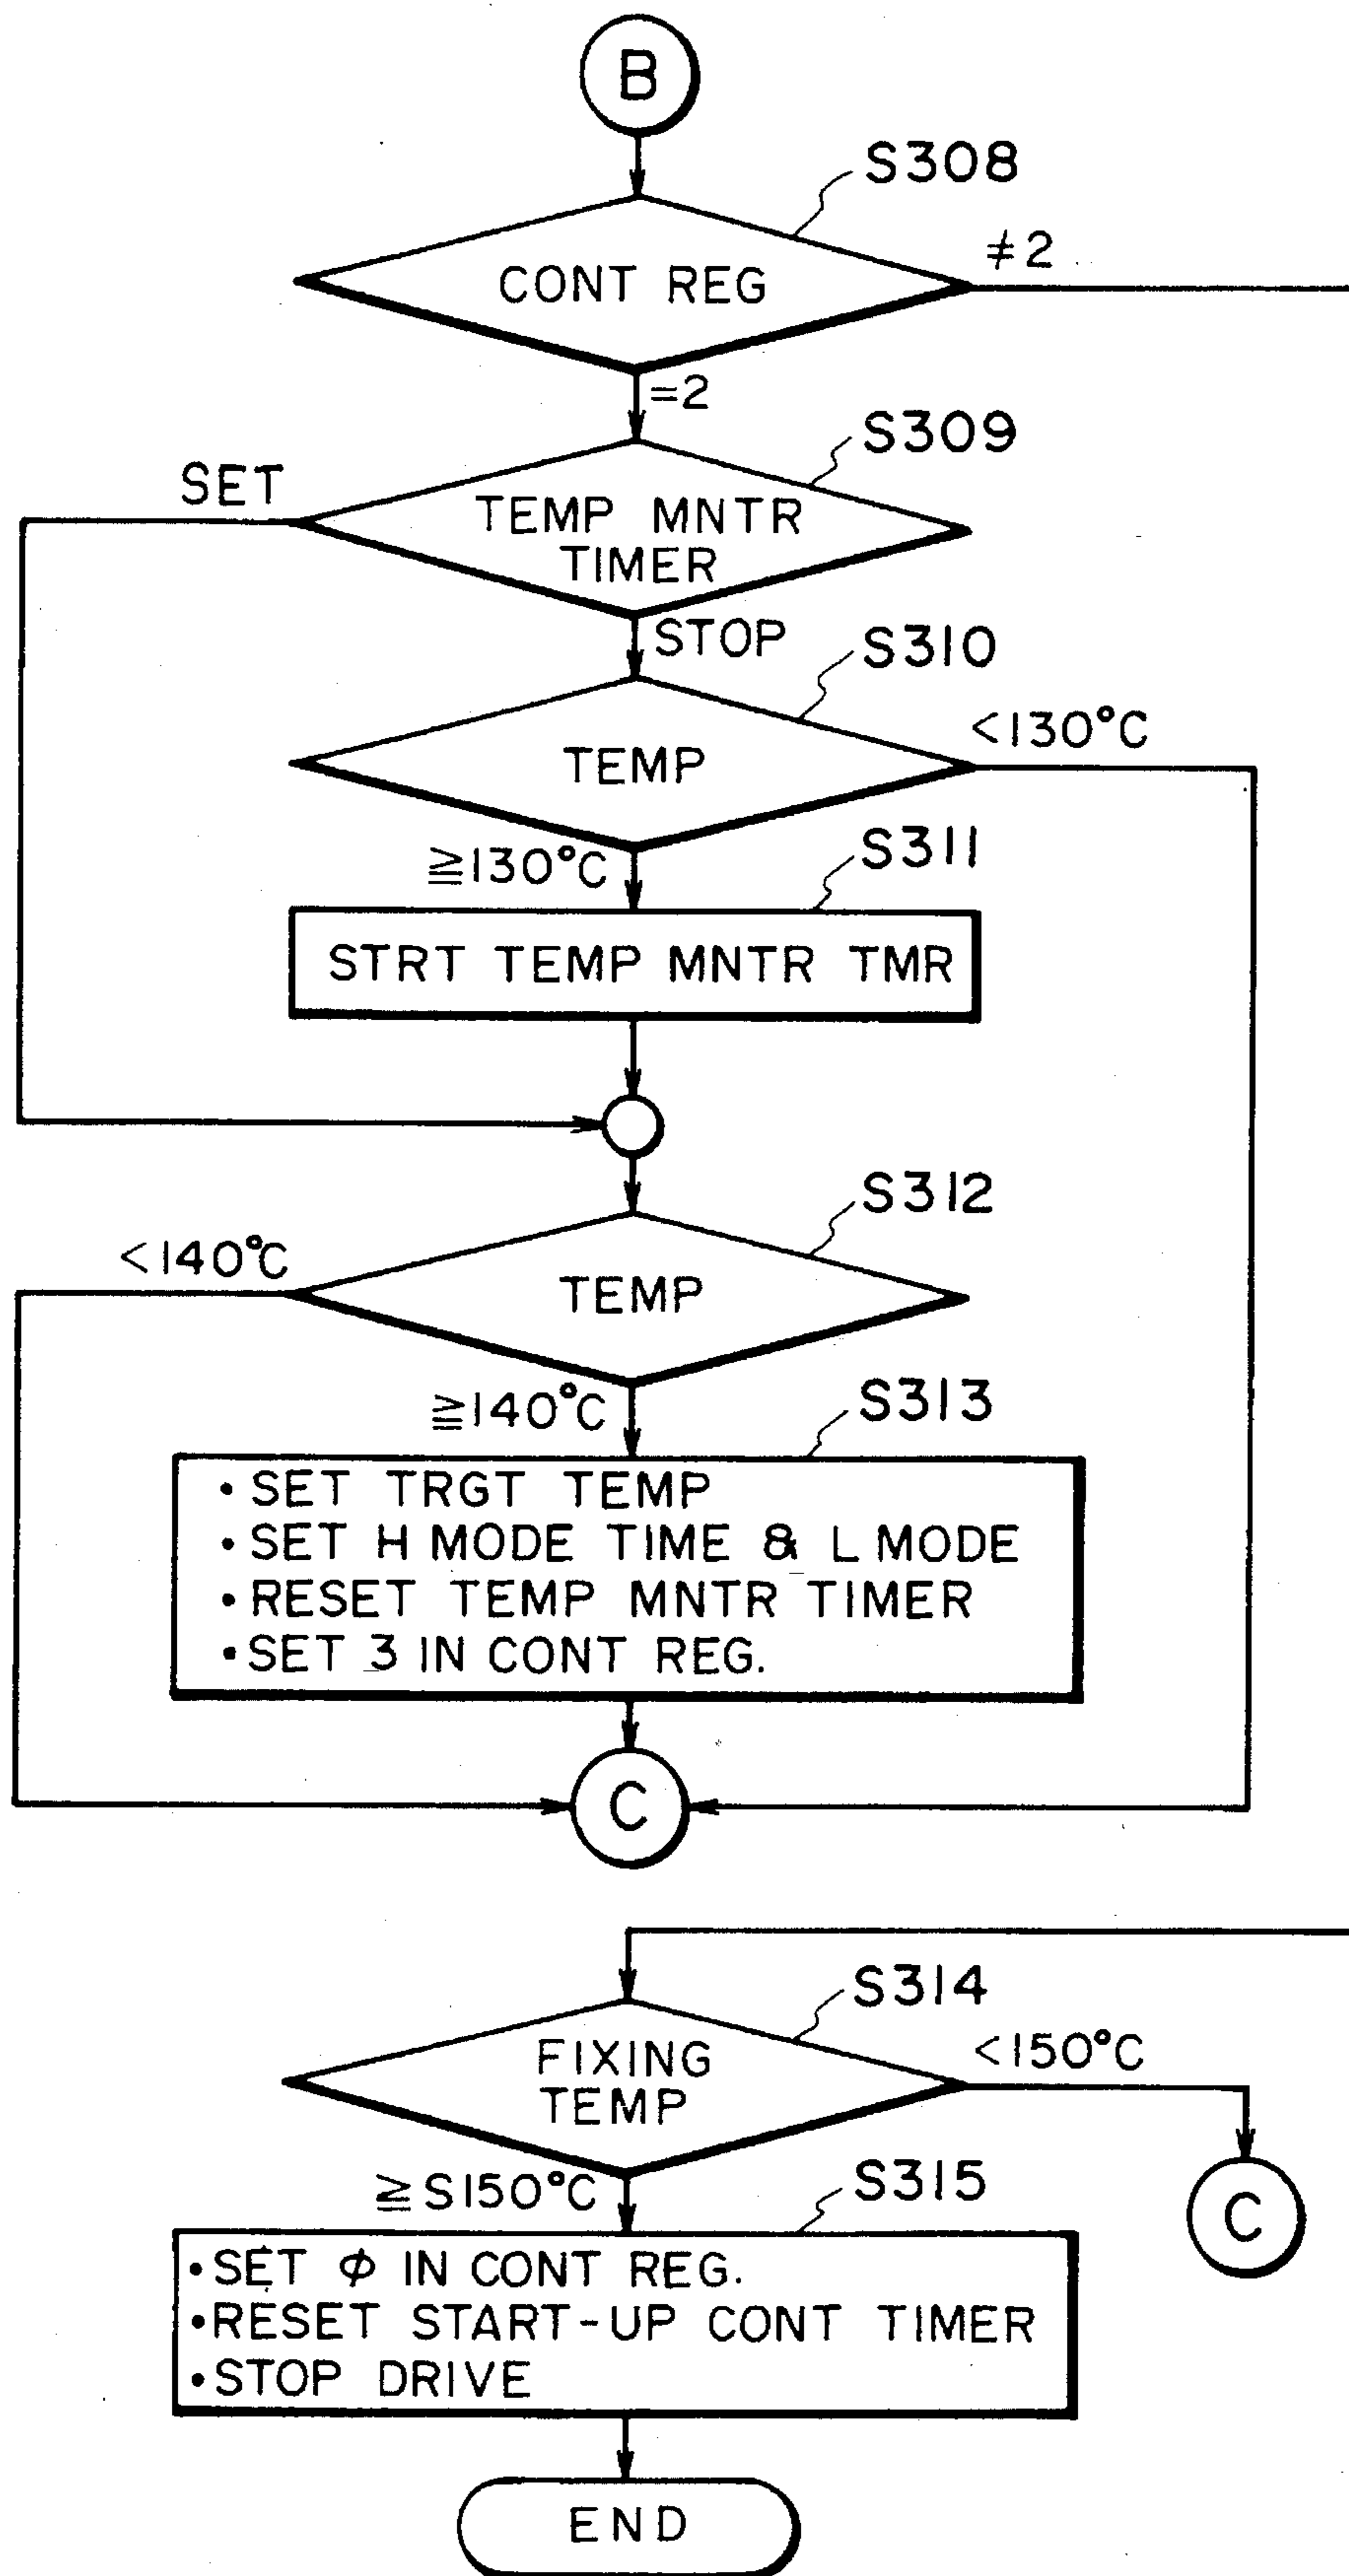 B
S308
CONT REG
≠2
=2
S309
SET
TEMP MNTR
TIMER
STOP
S310
<130°C
TEMP
≧130°C
S311
STRT TEMP MNTR TMR
S312
<140°C
TEMP
≧140°C
S313
•SET TRGT TEMP
•SET H MODE TIME & L MODE
•RESET TEMP MNTR TIMER
•SET 3 IN CONT REG.
C
S314
FIXING
TEMP
<150°C
≧S150°C
S315
C
•SET φ IN CONT REG.
•RESET START-UP CONT TIMER
•STOP DRIVE
END